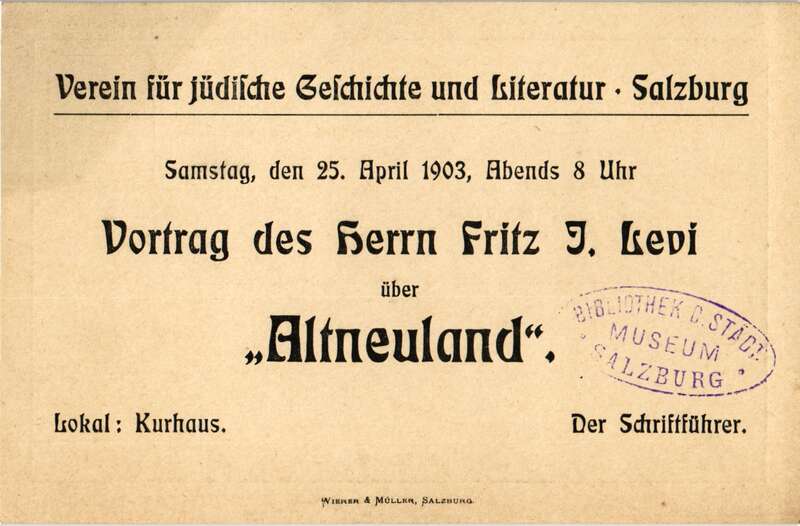 Verein für jüdische Geschichte und Literatur · Salzburg
Samstag, den 25. April 1903, Abends 8 Uhr
Vortrag des Herrn Fritz J. Levi
über
„Altneuland“.
BIBLIOTHEK D. STÄDT.
MUSEUM
SALZBURG
Lokal: Kurhaus.
Der Schriftführer.
WIERER & MÜLLER, SALZBURG.